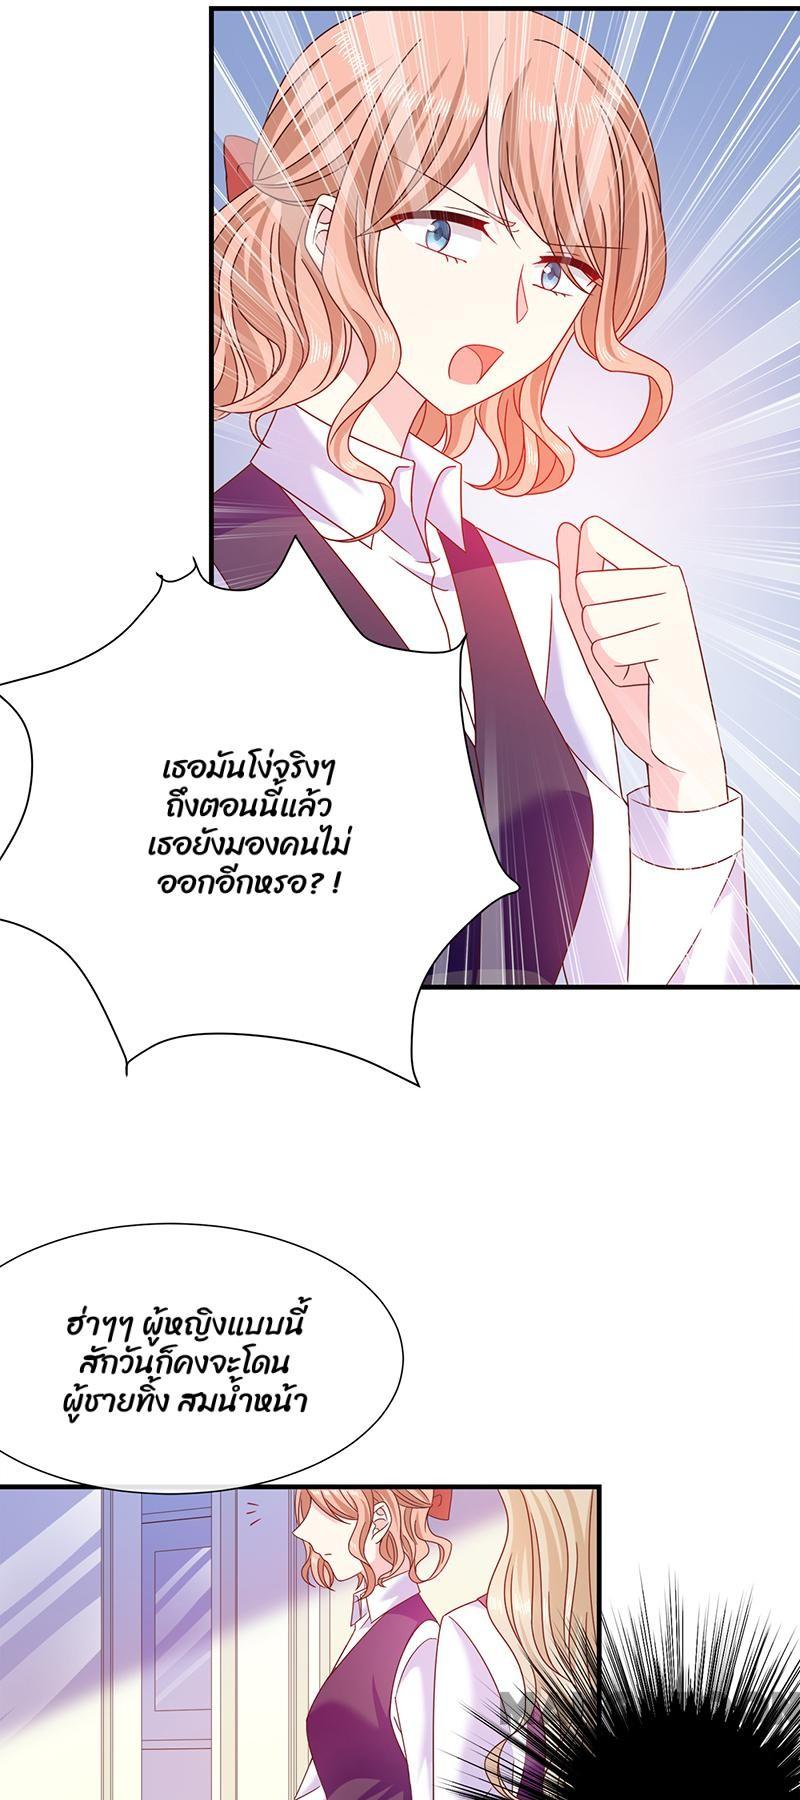 เธอมันโง่จริงๆ
ถึงตอนนี้แล้ว
เธอยังมองคนไม่
ออกอีกหรอ?!
ฮ่าๆๆ ผู้หญิงแบบนี้
สักวันก็คงจะโดน
ผู้ชายทิ้ง สมน้ำหน้า